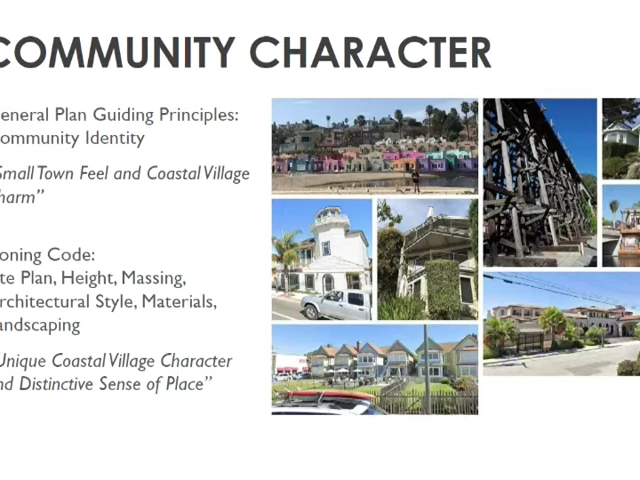 COMMUNITY CHARACTER
eneral Plan Guiding Principles:
ommunity Identity
Small Town Feel and Coastal Village
harm”
oning Code:
te Plan, Height, Massing,
rchitectural Style, Materials,
andscaping
Unique Coastal Village Character
nd Distinctive Sense of Place”